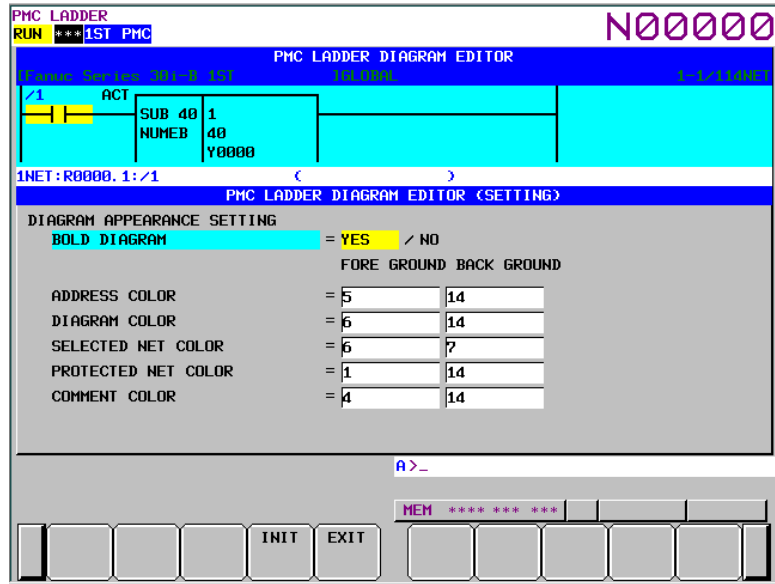 PMC LADDER
N00000
RUN *** 1ST PMC
PMC LADDER DIAGRAM EDITOR
[Fanuc Series 30i-B 1ST ]GLOBAL 1-1/114NET
/1 ACT
SUB 40 1
NUMEB 40
Y0000
1NET:R0000.1:/1 ( )
PMC LADDER DIAGRAM EDITOR (SETTING)
DIAGRAM APPEARANCE SETTING
BOLD DIAGRAM = YES / NO
FORE GROUND BACK GROUND
ADDRESS COLOR = 5 14
DIAGRAM COLOR = 6 14
SELECTED NET COLOR = 6 7
PROTECTED NET COLOR = 1 14
COMMENT COLOR = 4 14
A>_
MEM **** *** ***
INIT EXIT